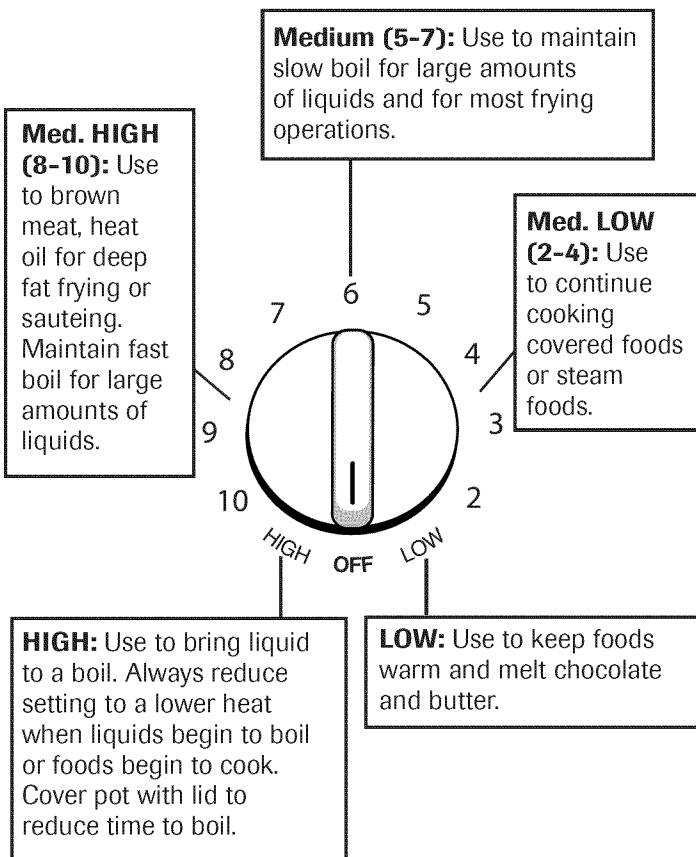 Medium (5-7): Use to maintain
slow boil for large amounts
of liquids and for most frying
operations.
Med. HIGH
(8-10): Use
to brown
meat, heat
oil for deep
fat frying or
sauteing.
Maintain fast
boil for large
amounts of
liquids.
Med. LOW
(2-4): Use
to continue
cooking
covered foods
or steam
foods.
6
7
5
8
4
9
3
10
2
HIGH
OFF
LOW
HIGH: Use to bring liquid
to a boil. Always reduce
setting to a lower heat
when liquids begin to boil
or foods begin to cook.
Cover pot with lid to
reduce time to boil.
LOW: Use to keep foods
warm and melt chocolate
and butter.